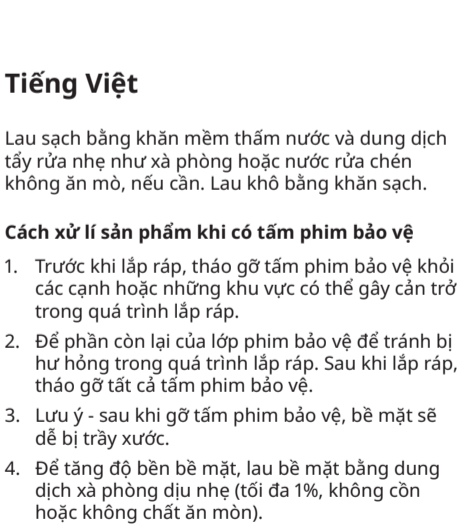 Tiếng Việt
Lau sạch bằng khăn mềm thấm nước và dung dịch
tẩy rửa nhẹ như xà phòng hoặc nước rửa chén
không ăn mò, nếu cần. Lau khô bằng khăn sạch.
Cách xử lí sản phẩm khi có tấm phim bảo vệ
1. Trước khi lắp ráp, tháo gỡ tấm phim bảo vệ khỏi
các cạnh hoặc những khu vực có thể gây cản trở
trong quá trình lắp ráp.
2. Để phần còn lại của lớp phim bảo vệ để tránh bị
hư hỏng trong quá trình lắp ráp. Sau khi lắp ráp,
tháo gỡ tất cả tấm phim bảo vệ.
3. Lưu ý - sau khi gỡ tấm phim bảo vệ, bề mặt sẽ
dễ bị trầy xước.
4. Để tăng độ bền bề mặt, lau bề mặt bằng dung
dịch xà phòng dịu nhẹ (tối đa 1%, không cồn
hoặc không chất ăn mòn).